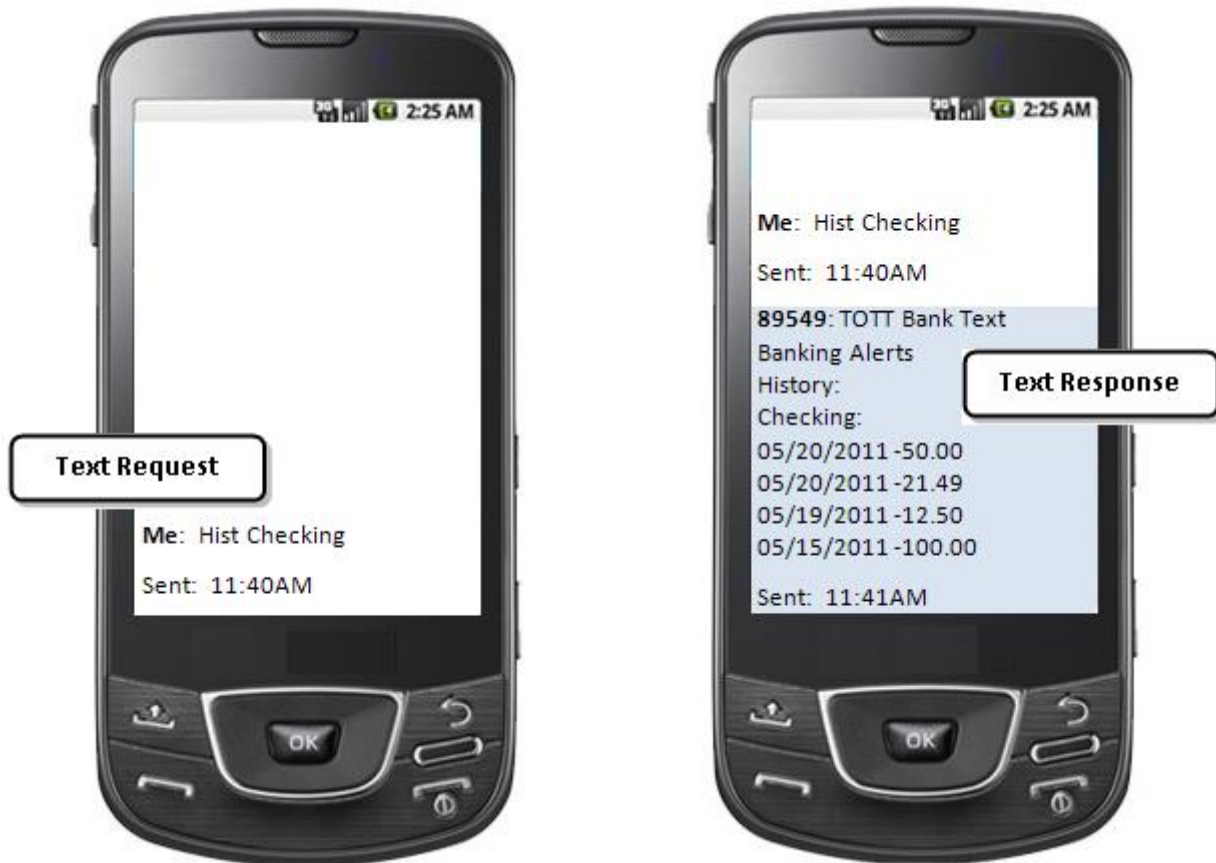 2:25 AM
Text Request
Me: Hist Checking
Sent: 11:40AM
OK
2:25 AM
Me: Hist Checking
Sent: 11:40AM
89549: TOTT Bank Text
Banking Alerts
History:
Checking:
05/20/2011 -50.00
05/20/2011 -21.49
05/19/2011 -12.50
05/15/2011 -100.00
Sent: 11:41AM
Text Response
OK